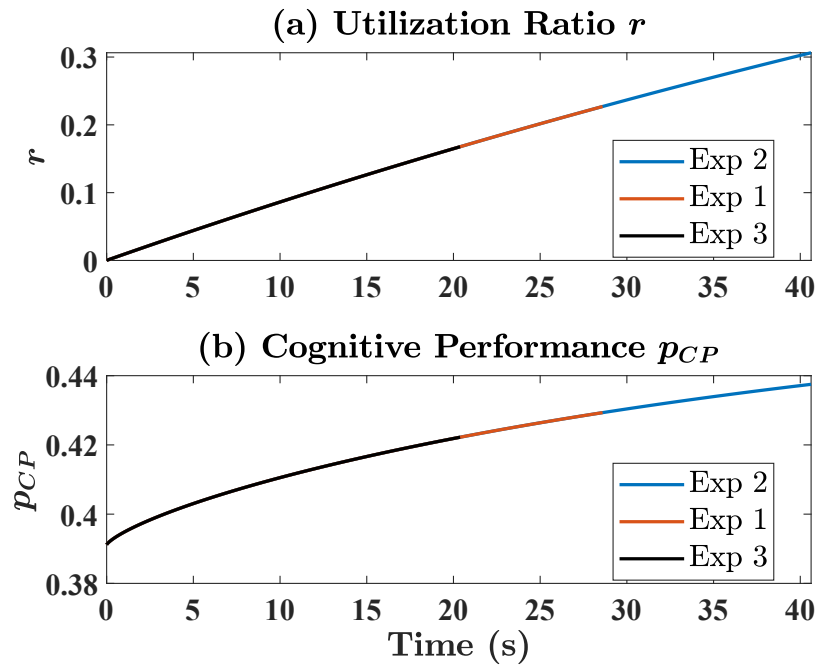 (a) Utilization Ratio r
0.3
0.2
0.1
0
r
Exp 2
Exp 1
Exp 3
0 5 10 15 20 25 30 35 40
(b) Cognitive Performance p_CP
0.44
0.42
0.4
0.38
p_CP
Exp 2
Exp 1
Exp 3
0 5 10 15 20 25 30 35 40
Time (s)